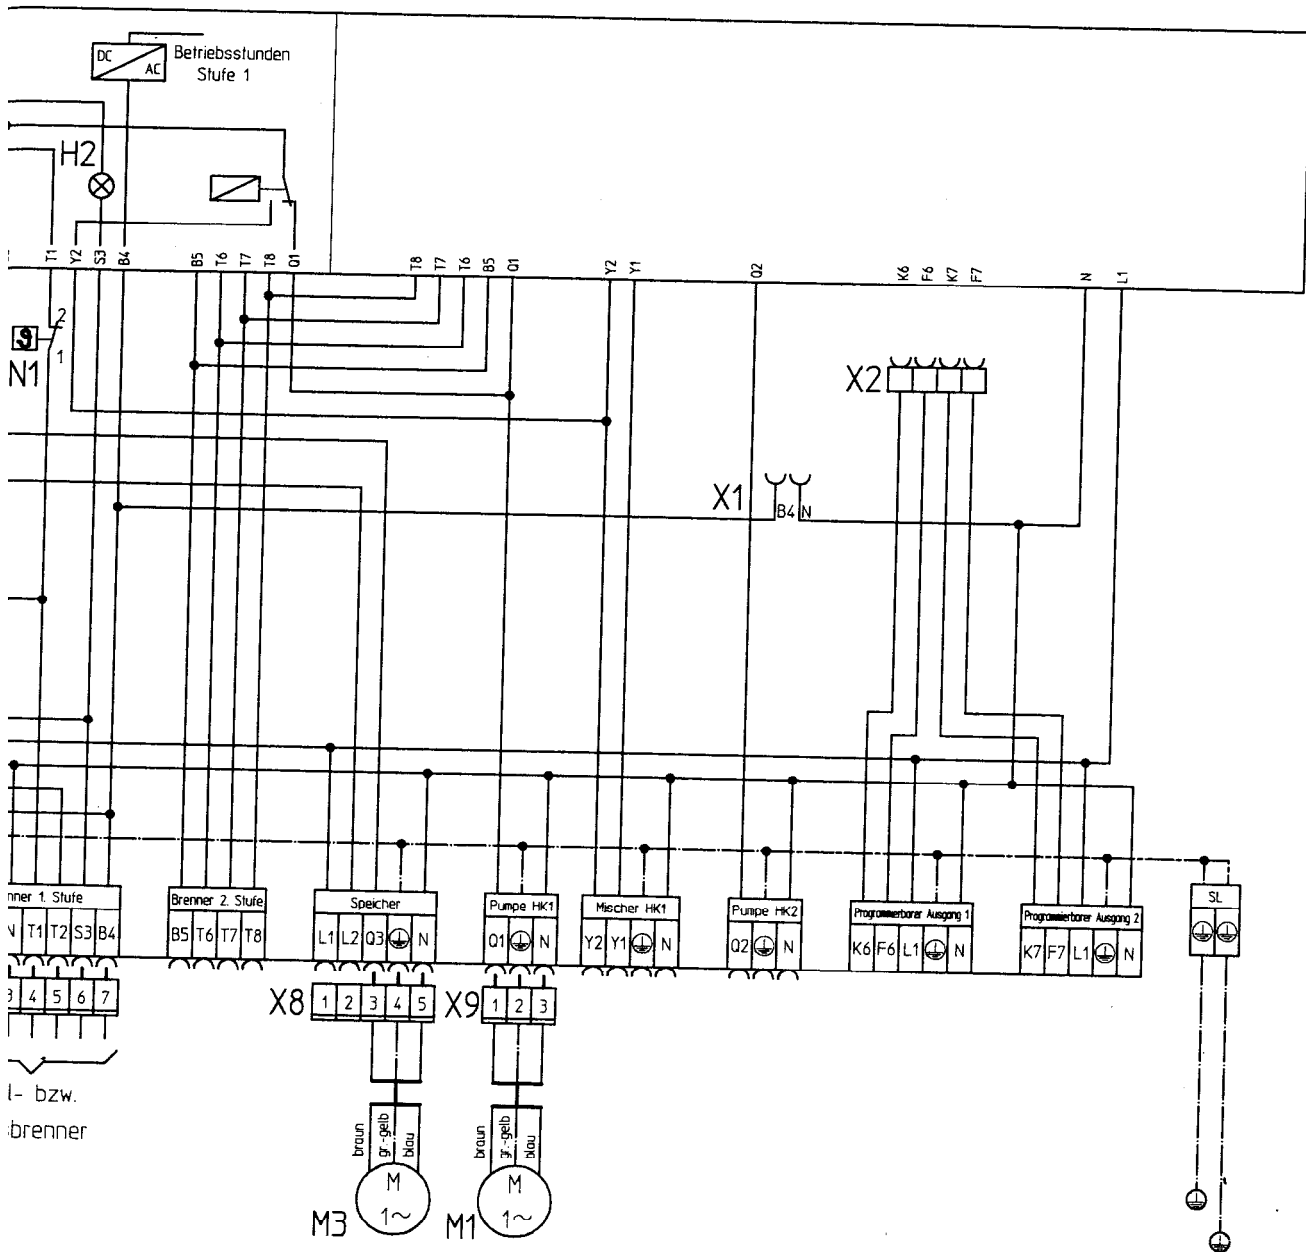 DC
AC
Betriebsstunden
Stufe 1
H2
T1 Y2 S3 B4 B5 T6 T7 T8 Q1 T8 T7 T6 B5 Q1 Y2 Y1 Q2 K6 F6 K7 F7 N L1
2
ϑ
1
N1
X2
X1
B4 N
nner 1. Stufe
N T1 T2 S3 B4
Brenner 2. Stufe
B5 T6 T7 T8
Speicher
L1 L2 Q3 N
Pumpe HK1
Q1 N
Mischer HK1
Y2 Y1 N
Pumpe HK2
Q2 N
Programmierbarer Ausgang 1
K6 F6 L1 N
Programmierbarer Ausgang 2
K7 F7 L1 N
SL
3 4 5 6 7
X8 1 2 3 4 5
X9 1 2 3
l- bzw.
brenner
braun
gr.-gelb
blau
braun
gr.-gelb
blau
M
1~
M3
M
1~
M1